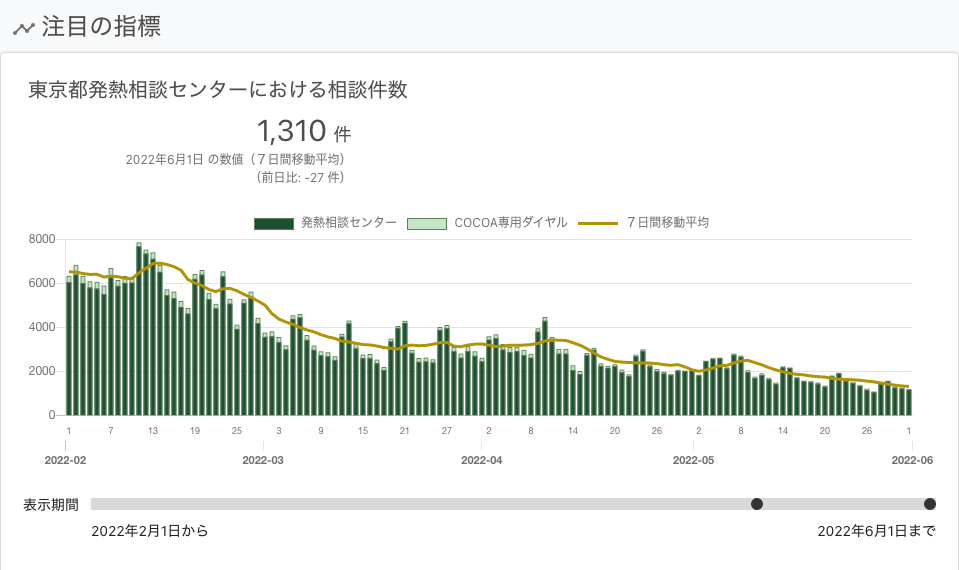 注目の指標
東京都発熱相談センターにおける相談件数
1,310 件
2022年6月1日 の数値（７日間移動平均）
（前日比: -27 件）
発熱相談センター COCOA専用ダイヤル ７日間移動平均
8000
6000
4000
2000
0
1 7 13 19 25 3 9 15 21 27 2 8 14 20 26 2 8 14 20 26 1
2022-02 2022-03 2022-04 2022-05 2022-06
表示期間
2022年2月1日から 2022年6月1日まで